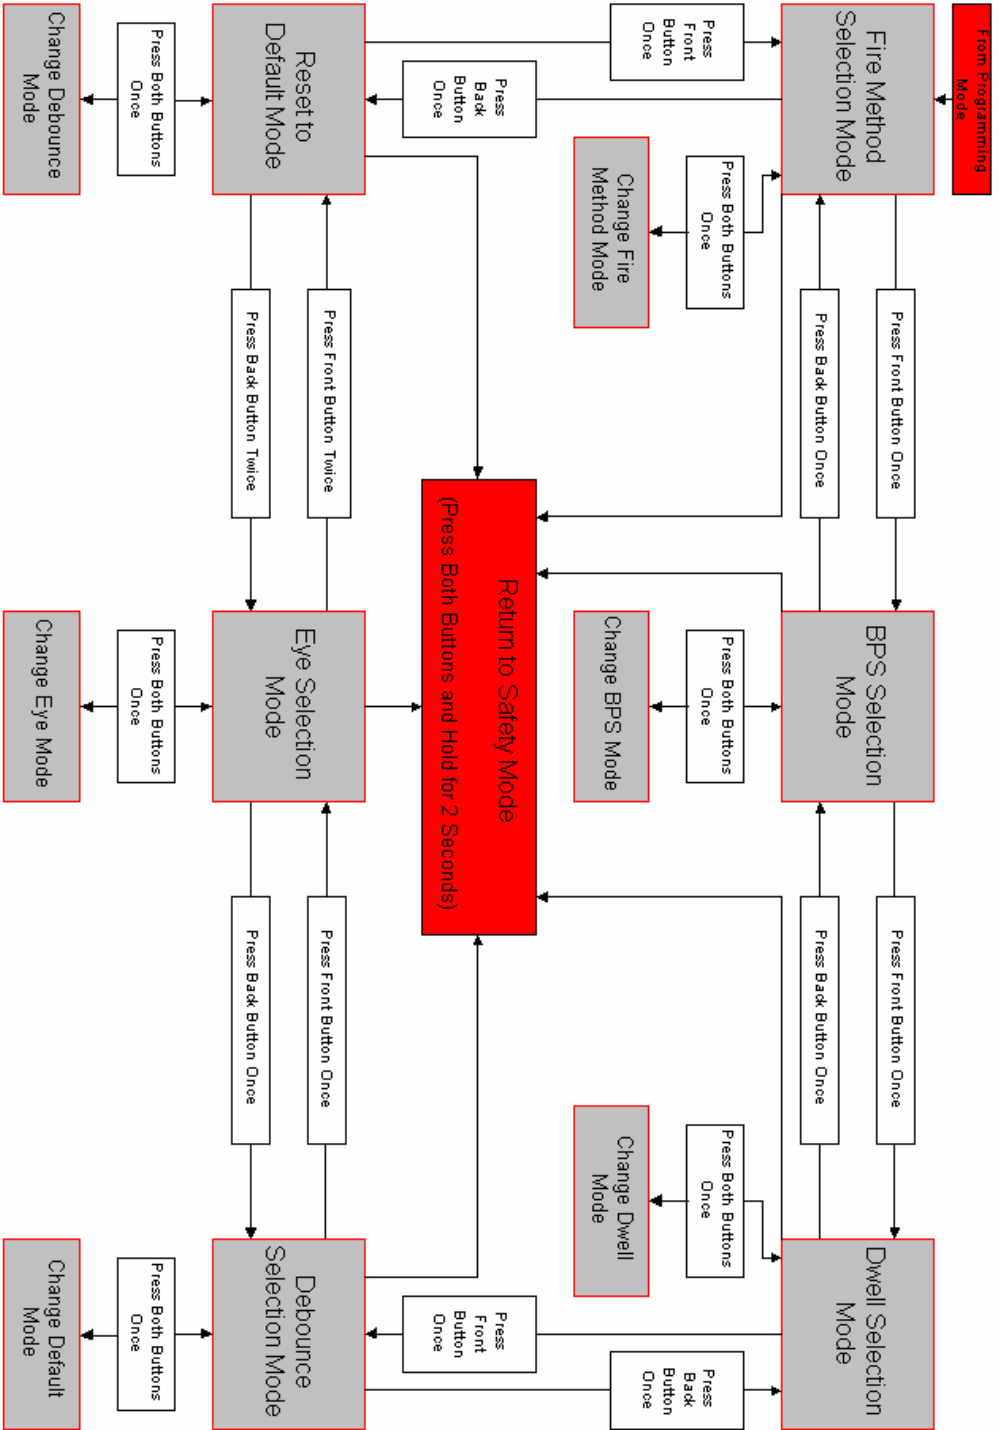 From Programming
Mode
Fire Method
Selection Mode
Press Front Button Once
Press Back Button Once
BPS Selection
Mode
Press Front Button Once
Press Back Button Once
Dwell Selection
Mode
Press
Front
Button
Once
Press Both Buttons
Once
Press Both Buttons
Once
Press Both Buttons
Once
Press
Back
Button
Once
Change Fire
Method Mode
Change BPS Mode
Change Dwell
Mode
Press
Back
Button
Once
Return to Safety Mode
(Press Both Buttons and Hold for 2 Seconds)
Press
Front
Button
Once
Reset to
Default Mode
Press Front Button Twice
Press Back Button Twice
Eye Selection
Mode
Press Front Button Once
Press Back Button Once
Debounce
Selection Mode
Press Both Buttons
Once
Press Both Buttons
Once
Press Both Buttons
Once
Change Debounce
Mode
Change Eye Mode
Change Default
Mode